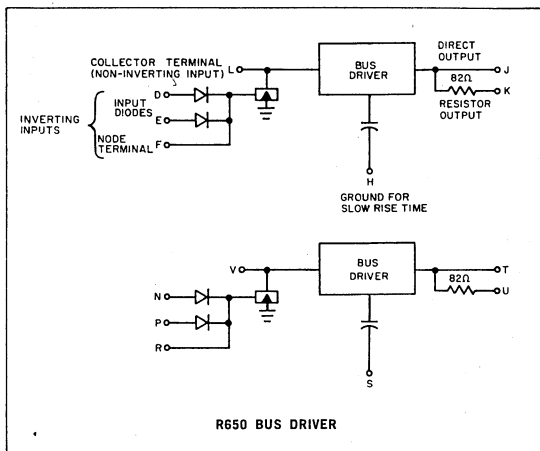 COLLECTOR TERMINAL
(NON-INVERTING INPUT)
L
BUS
DRIVER
DIRECT
OUTPUT
J
82Ω
K
RESISTOR
OUTPUT
D
INPUT
DIODES
E
INVERTING
INPUTS
NODE
TERMINAL
F
H
GROUND FOR
SLOW RISE TIME
V
BUS
DRIVER
T
82Ω
U
N
P
R
S
R650 BUS DRIVER